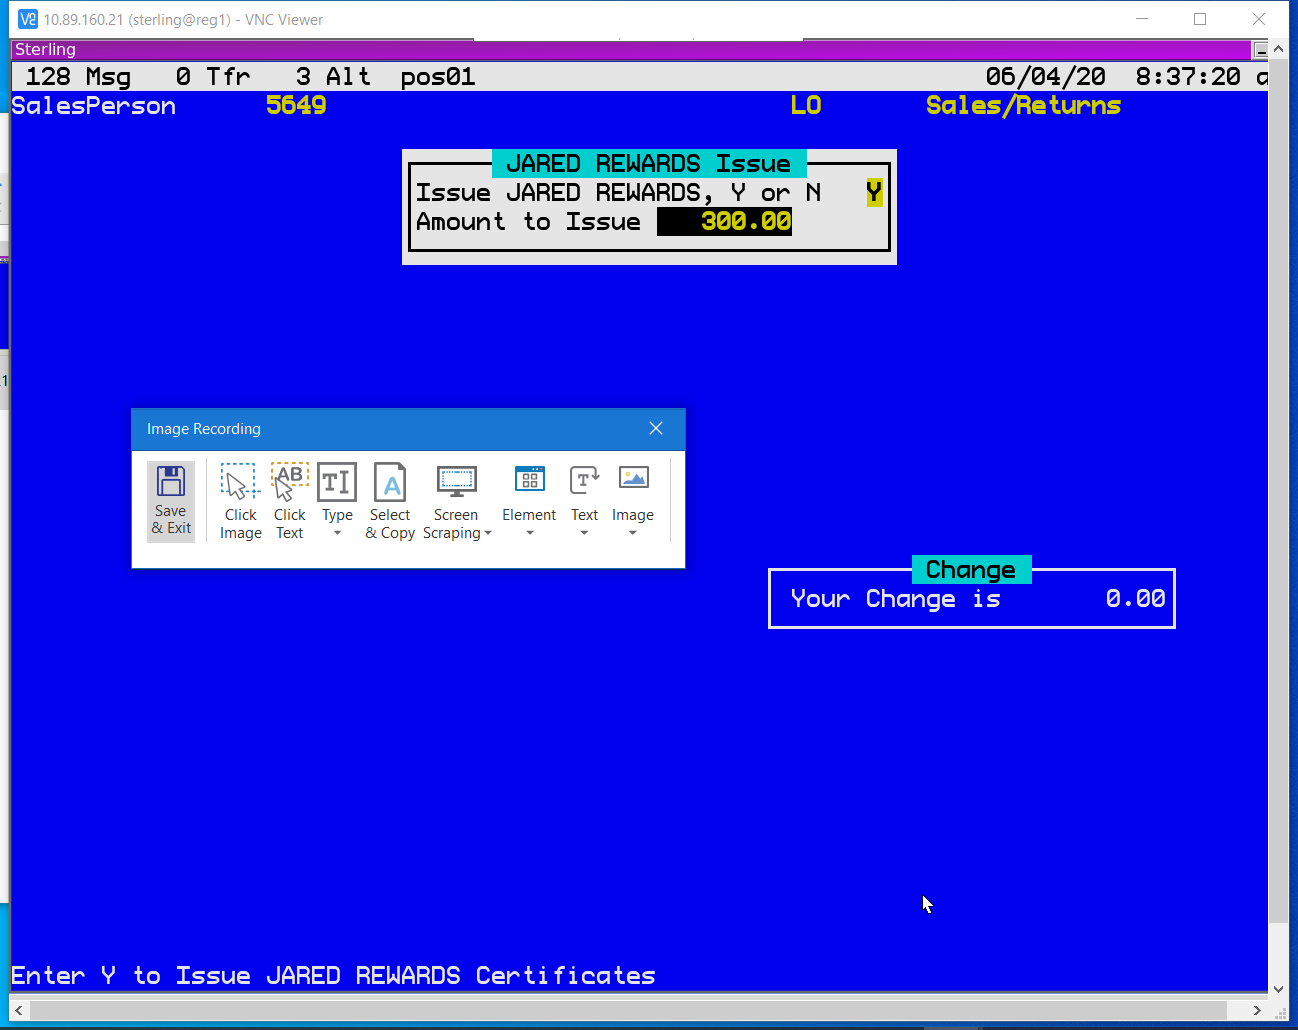 10.89.160.21 (sterling@reg1) - VNC Viewer
Sterling
128 Msg 0 Tfr 3 Alt pos01 06/04/20 8:37:20 a
SalesPerson 5649 LO Sales/Returns
JARED REWARDS Issue
Issue JARED REWARDS, Y or N Y
Amount to Issue 300.00
Image Recording
Save & Exit
Click Image
Click Text
Type
Select & Copy
Screen Scraping
Element
Text
Image
Change
Your Change is 0.00
Enter Y to Issue JARED REWARDS Certificates